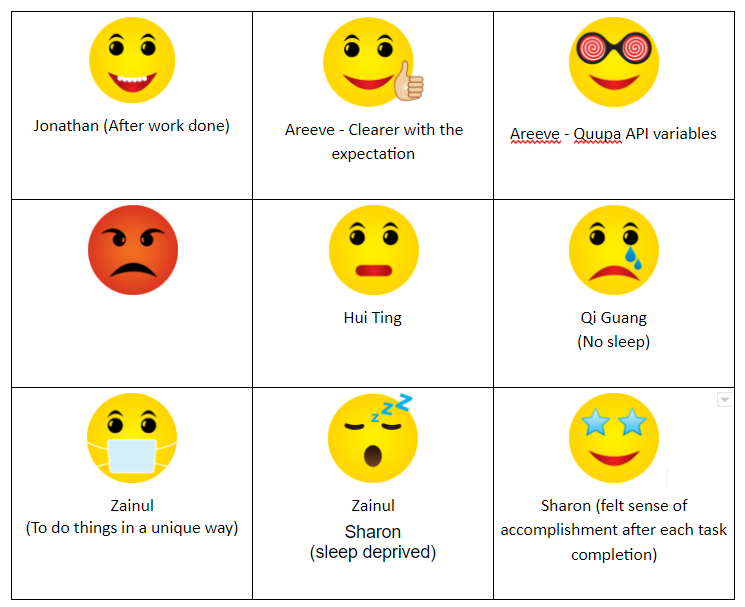 Jonathan (After work done)
Areeve - Clearer with the
expectation
Areeve - Quupa API variables
Hui Ting
Qi Guang
(No sleep)
z z z
Zainul
(To do things in a unique way)
Zainul
Sharon
(sleep deprived)
Sharon (felt sense of
accomplishment after each task
completion)